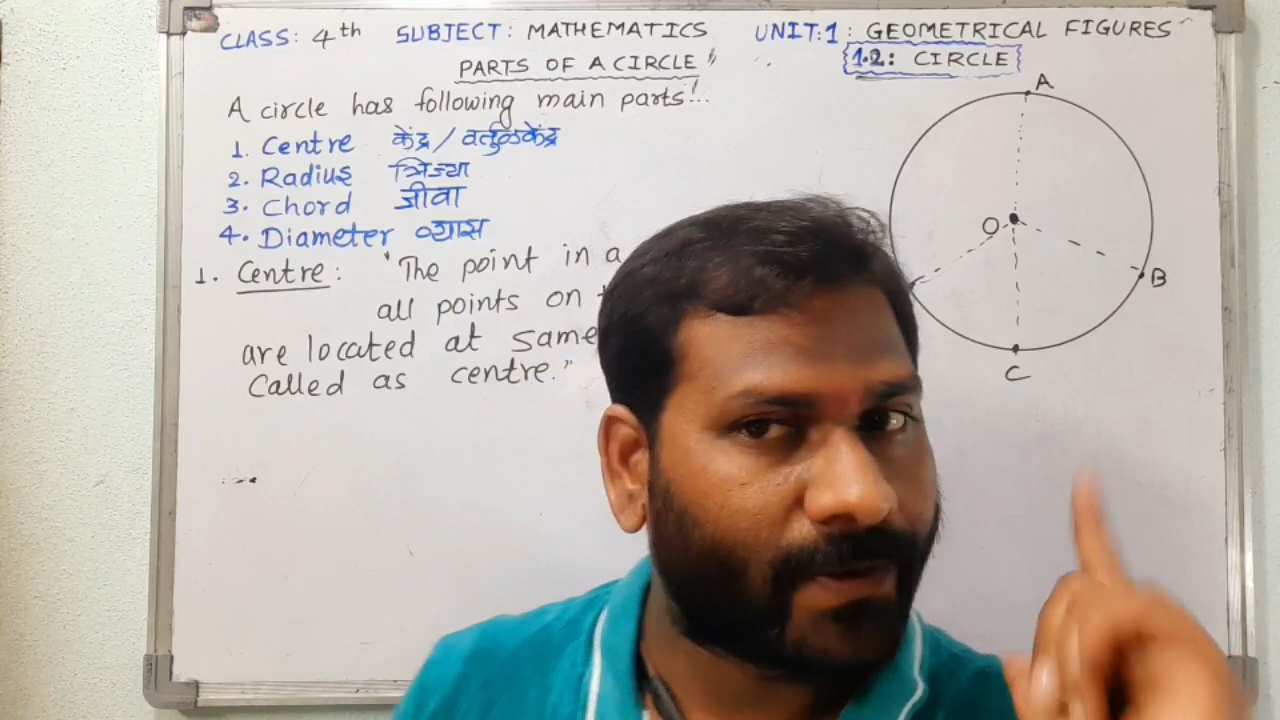 CLASS: 4th SUBJECT: MATHEMATICS UNIT:1: GEOMETRICAL FIGURES
PARTS OF A CIRCLE" 1.2: CIRCLE
A circle has following main parts!...
1. Centre केंद्र / वर्तुळकेंद्र
2. Radius त्रिज्या
3. Chord जीवा
4. Diameter व्यास
1. Centre: "The point in a
all points on
are located at same
Called as centre."
A
O
B
C